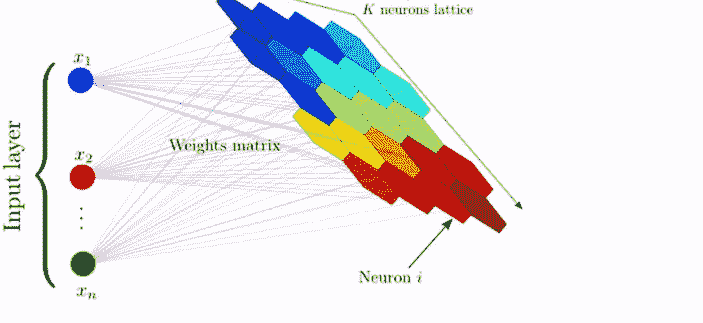 K neurons lattice
x₁
Weights matrix
x₂
Input layer
Neuron i
xₙ